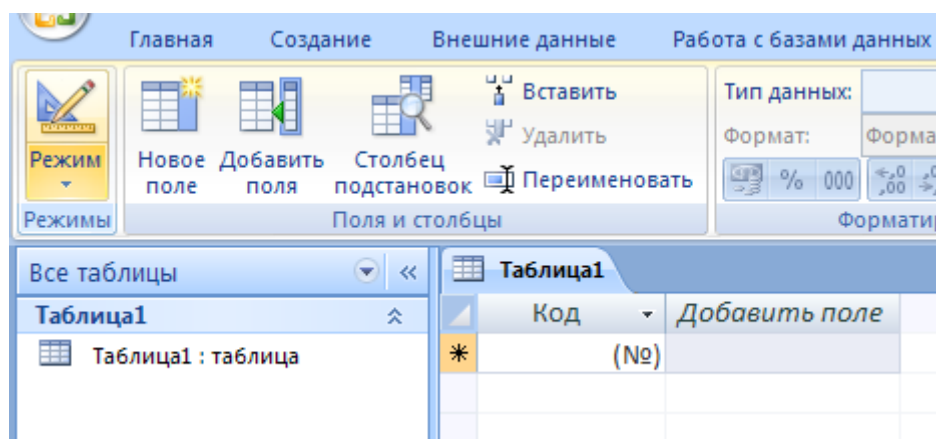 Главная Создание Внешние данные Работа с базами данных
Режим
Новое поле
Добавить поля
Столбец подстановок
Вставить
Удалить
Переименовать
Тип данных:
Формат: Форма
% 000 ,00
Режимы Поля и столбцы Формати
Все таблицы
Таблица1
Таблица1 : таблица
Таблица1
Код Добавить поле
(№)